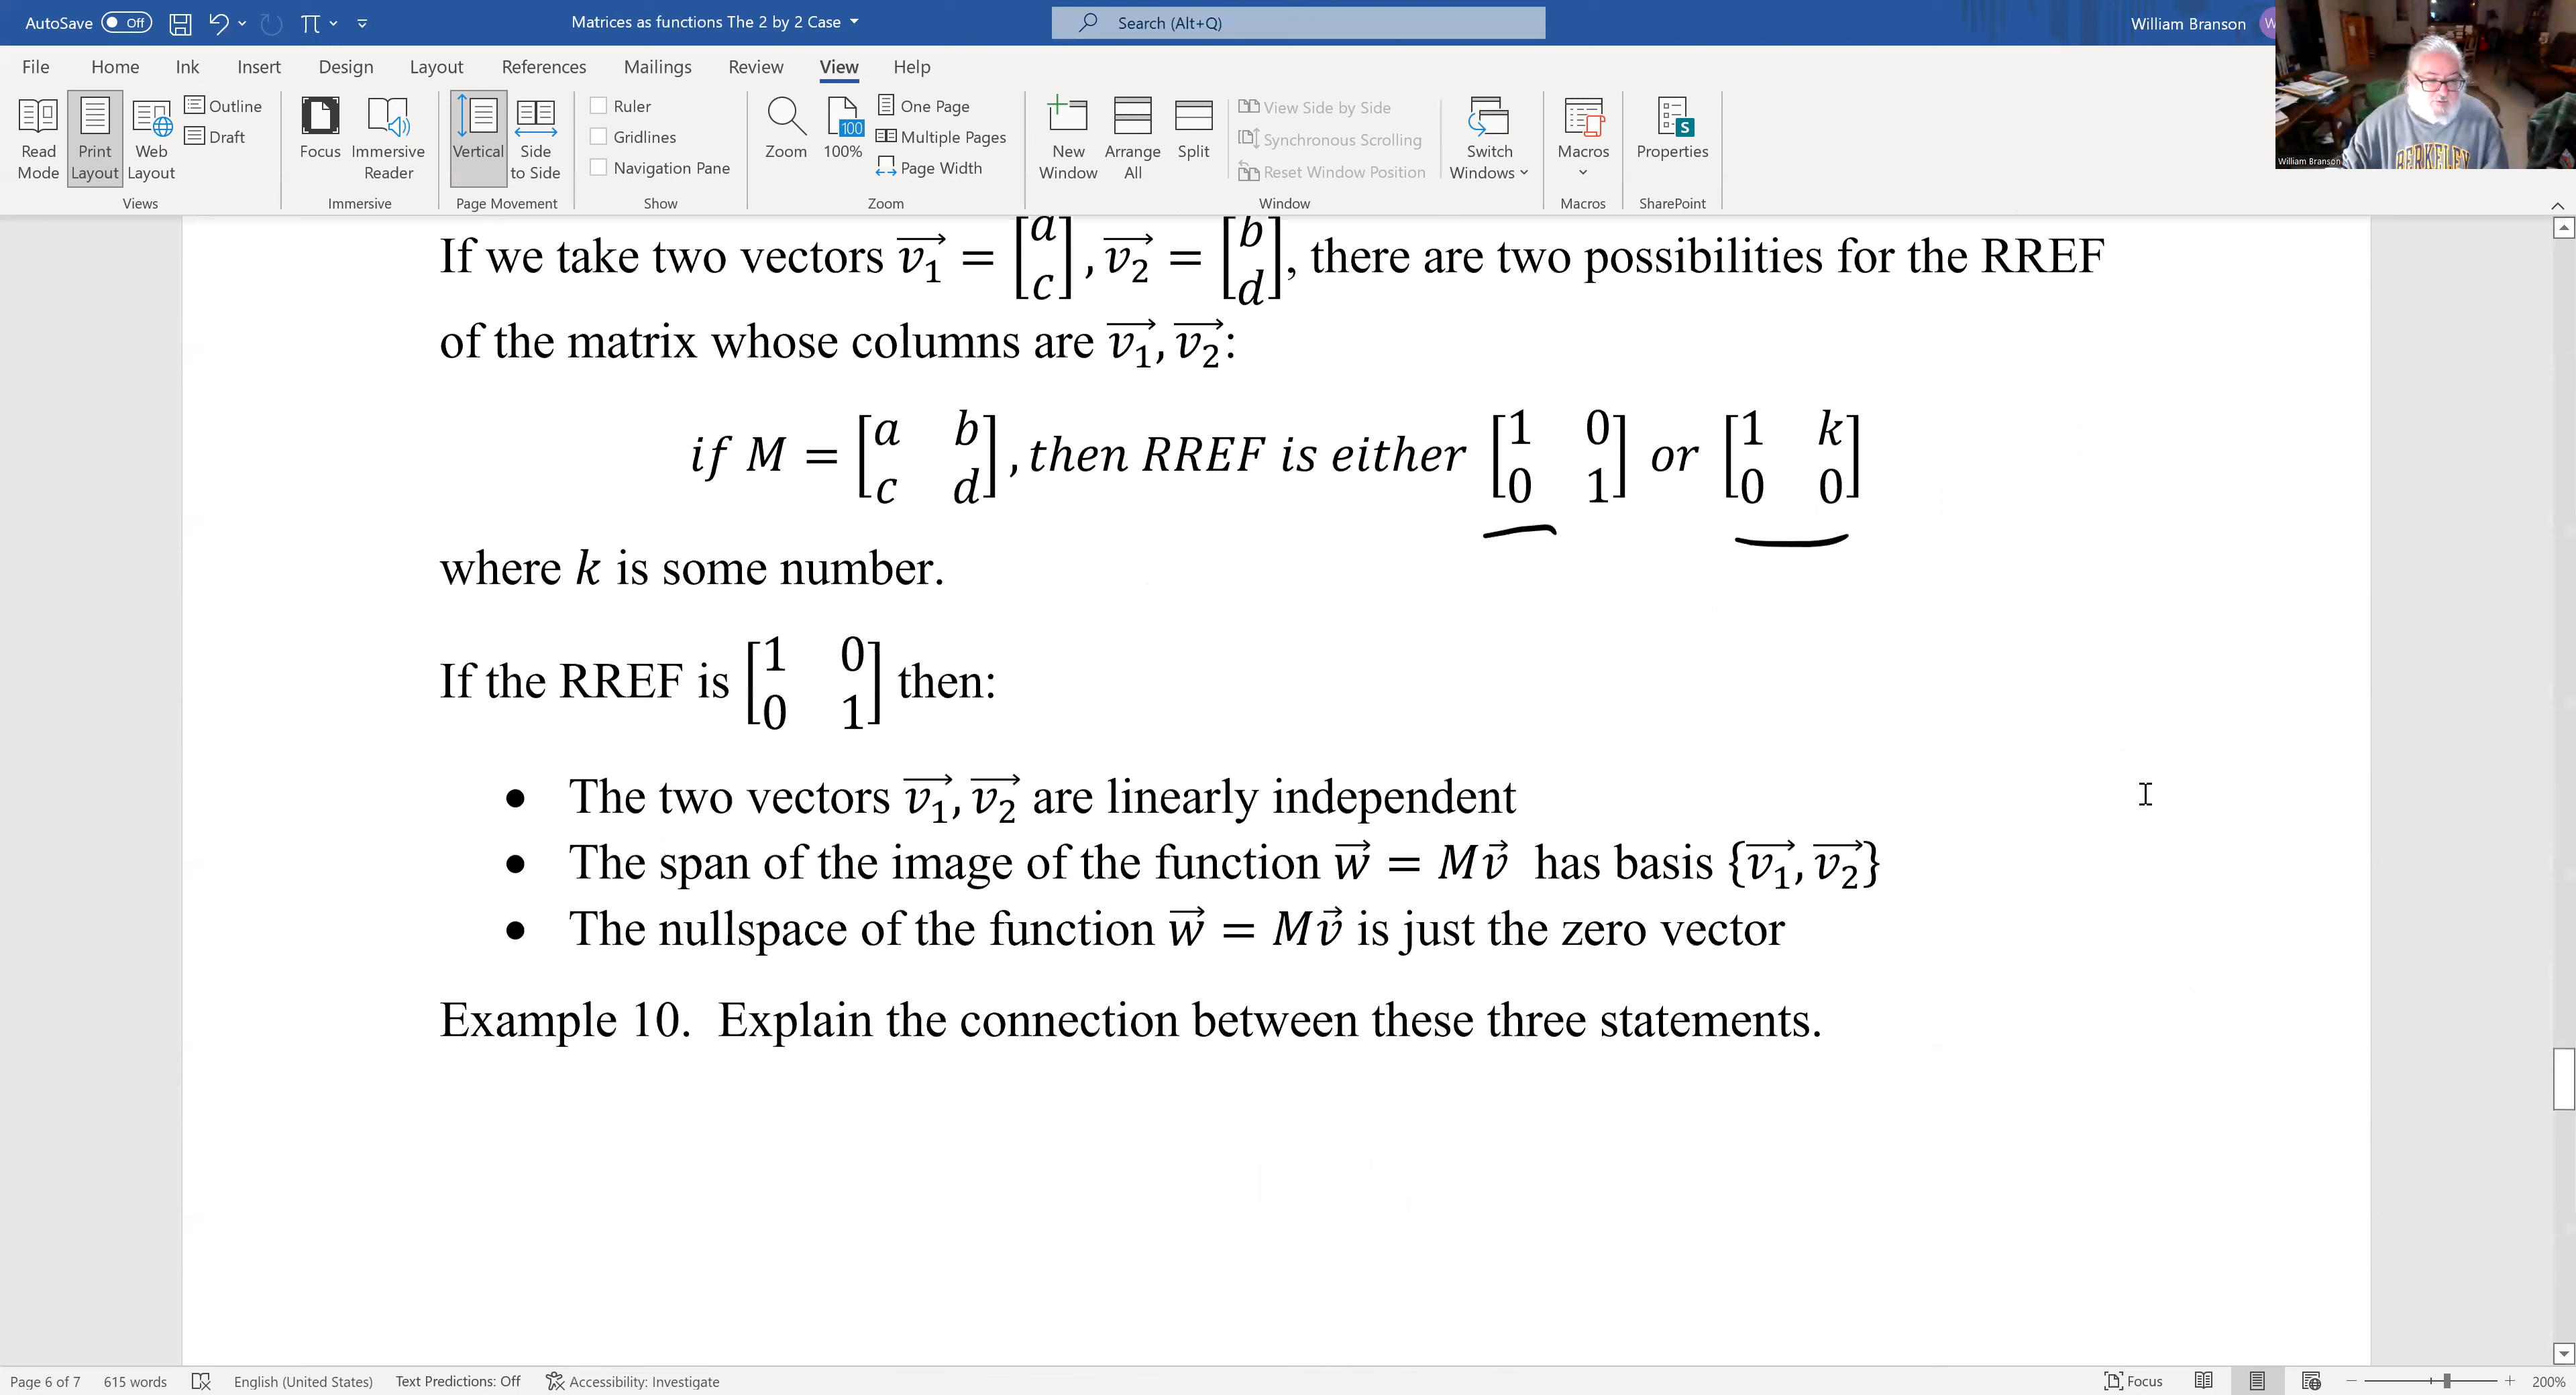 AutoSave Off Matrices as functions The 2 by 2 Case Search (Alt+Q) William Branson
File Home Ink Insert Design Layout References Mailings Review View Help
Read Mode Print Layout Web Layout Outline Draft
Views
Focus Immersive Reader
Immersive
Vertical Side to Side
Page Movement
Ruler
Gridlines
Navigation Pane
Show
Zoom 100 100% One Page Multiple Pages Page Width
Zoom
New Window Arrange All Split View Side by Side Synchronous Scrolling Reset Window Position Switch Windows
Window
Macros
Macros
S Properties
SharePoint
William Branson
BERKELEY
If we take two vectors v₁⃗ = [a c], v₂⃗ = [b d], there are two possibilities for the RREF
of the matrix whose columns are v₁⃗, v₂⃗:
if M = [a b; c d], then RREF is either [1 0; 0 1] or [1 k; 0 0]
where k is some number.
If the RREF is [1 0; 0 1] then:
• The two vectors v₁⃗, v₂⃗ are linearly independent
• The span of the image of the function w⃗ = Mv⃗ has basis {v₁⃗, v₂⃗}
• The nullspace of the function w⃗ = Mv⃗ is just the zero vector
Example 10. Explain the connection between these three statements.
Page 6 of 7 615 words English (United States) Text Predictions: Off Accessibility: Investigate Focus 200%